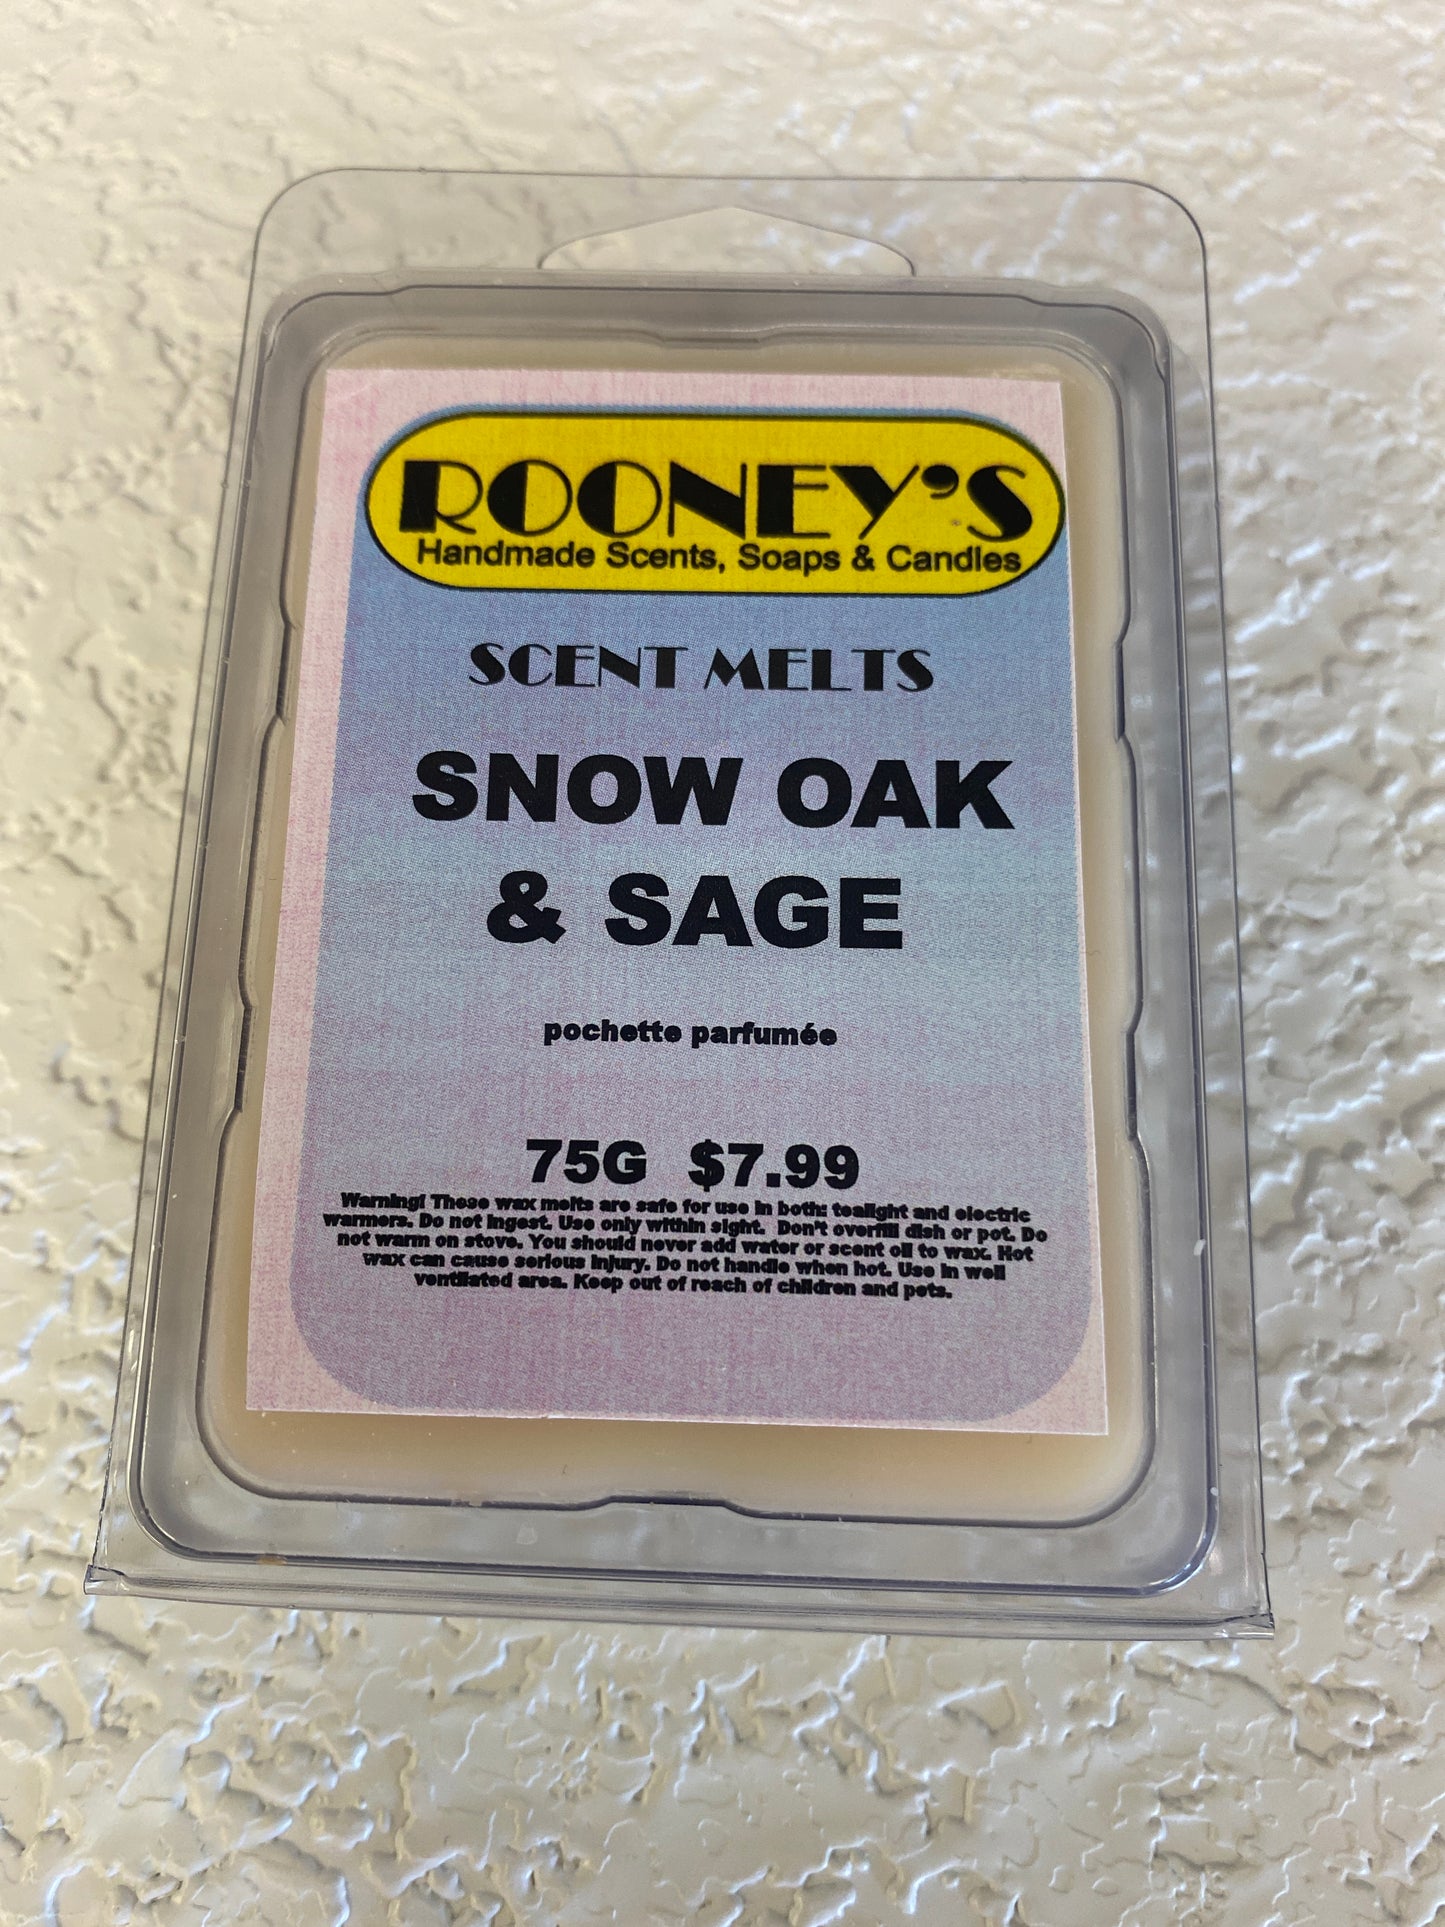 ROONEY'S
Handmade Scents, Soaps & Candles
SCENT MELTS
SNOW OAK
& SAGE
pochette parfumée
75G $7.99
Warning! These wax melts are safe for use in both: tealight and electric
warmers. Do not ingest. Use only within sight. Don't overfill dish or pot. Do
not warm on stove. You should never add water or scent oil to wax. Hot
wax can cause serious injury. Do not handle when hot. Use in well
ventilated area. Keep out of reach of children and pets.